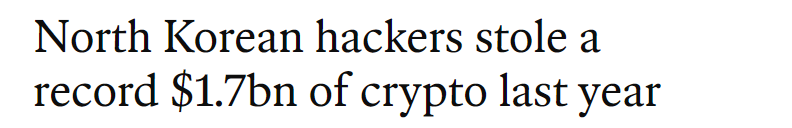 North Korean hackers stole a
record $1.7bn of crypto last year